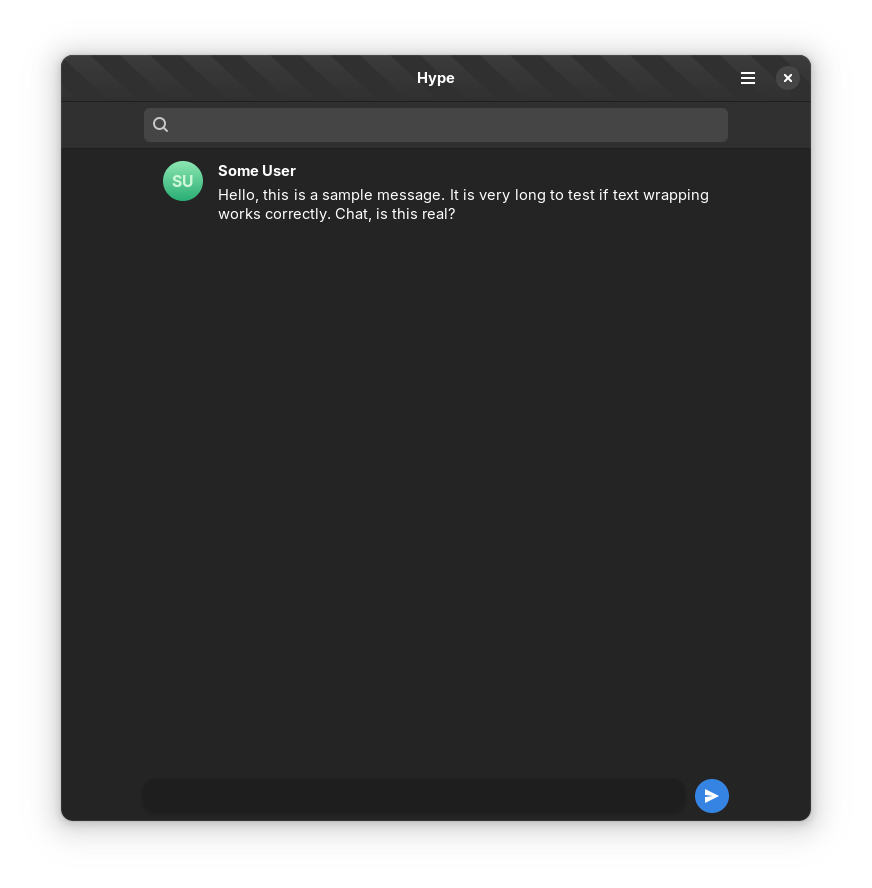 Hype
SU
Some User
Hello, this is a sample message. It is very long to test if text wrapping
works correctly. Chat, is this real?